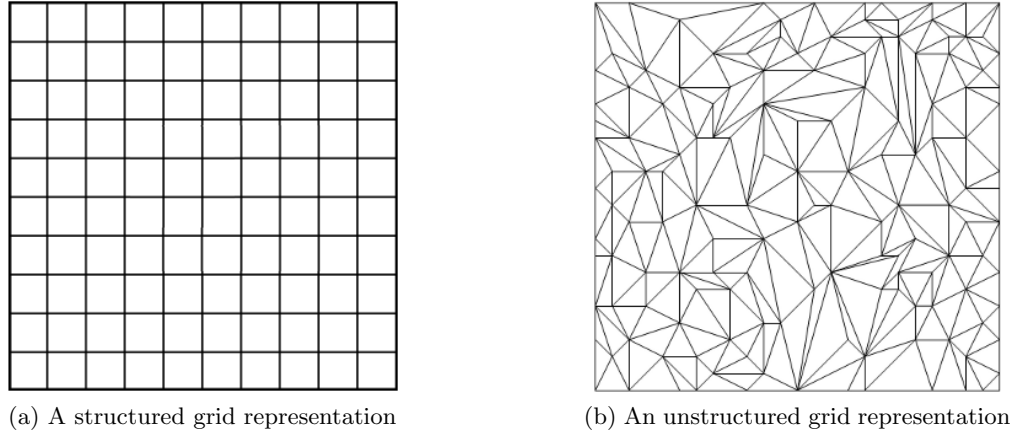 (a) A structured grid representation
(b) An unstructured grid representation